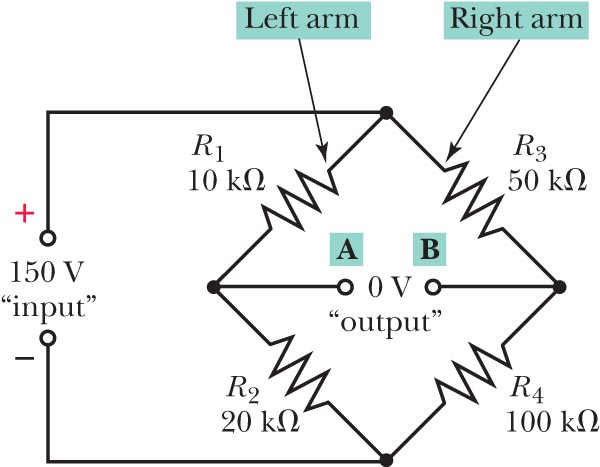 Left arm
Right arm
R1
10 kΩ
R3
50 kΩ
+
A
B
150 V
0 V
“input”
“output”
−
R2
20 kΩ
R4
100 kΩ